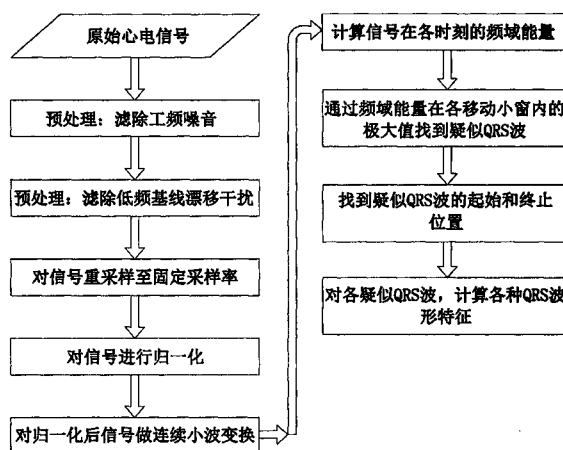 原始心电信号
预处理：滤除工频噪音
预处理：滤除低频基线漂移干扰
对信号重采样至固定采样率
对信号进行归一化
对归一化后信号做连续小波变换
计算信号在各时刻的频域能量
通过频域能量在各移动小窗内的
极大值找到疑似QRS波
找到疑似QRS波的起始和终止
位置
对各疑似QRS波，计算各种QRS波
形特征